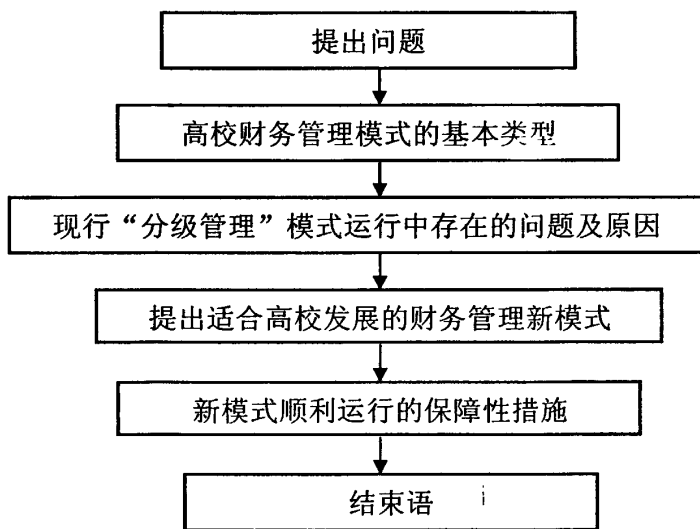 提出问题
高校财务管理模式的基本类型
现行“分级管理”模式运行中存在的问题及原因
提出适合高校发展的财务管理新模式
新模式顺利运行的保障性措施
结束语